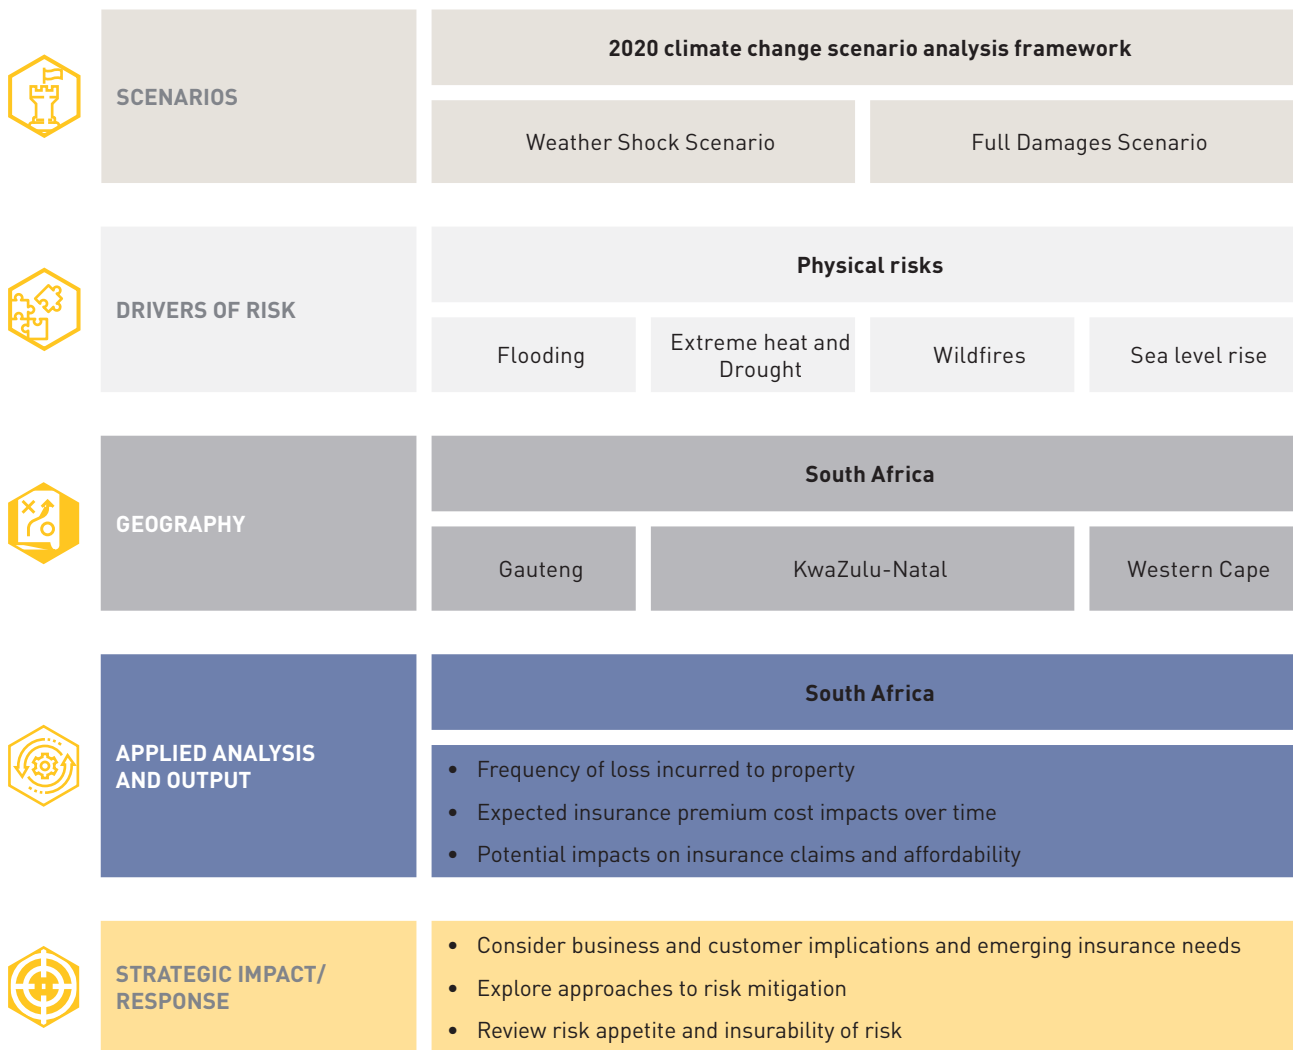 SCENARIOS
2020 climate change scenario analysis framework
Weather Shock Scenario
Full Damages Scenario
DRIVERS OF RISK
Physical risks
Flooding
Extreme heat and
Drought
Wildfires
Sea level rise
GEOGRAPHY
South Africa
Gauteng
KwaZulu-Natal
Western Cape
APPLIED ANALYSIS
AND OUTPUT
South Africa
• Frequency of loss incurred to property
• Expected insurance premium cost impacts over time
• Potential impacts on insurance claims and affordability
STRATEGIC IMPACT/
RESPONSE
• Consider business and customer implications and emerging insurance needs
• Explore approaches to risk mitigation
• Review risk appetite and insurability of risk